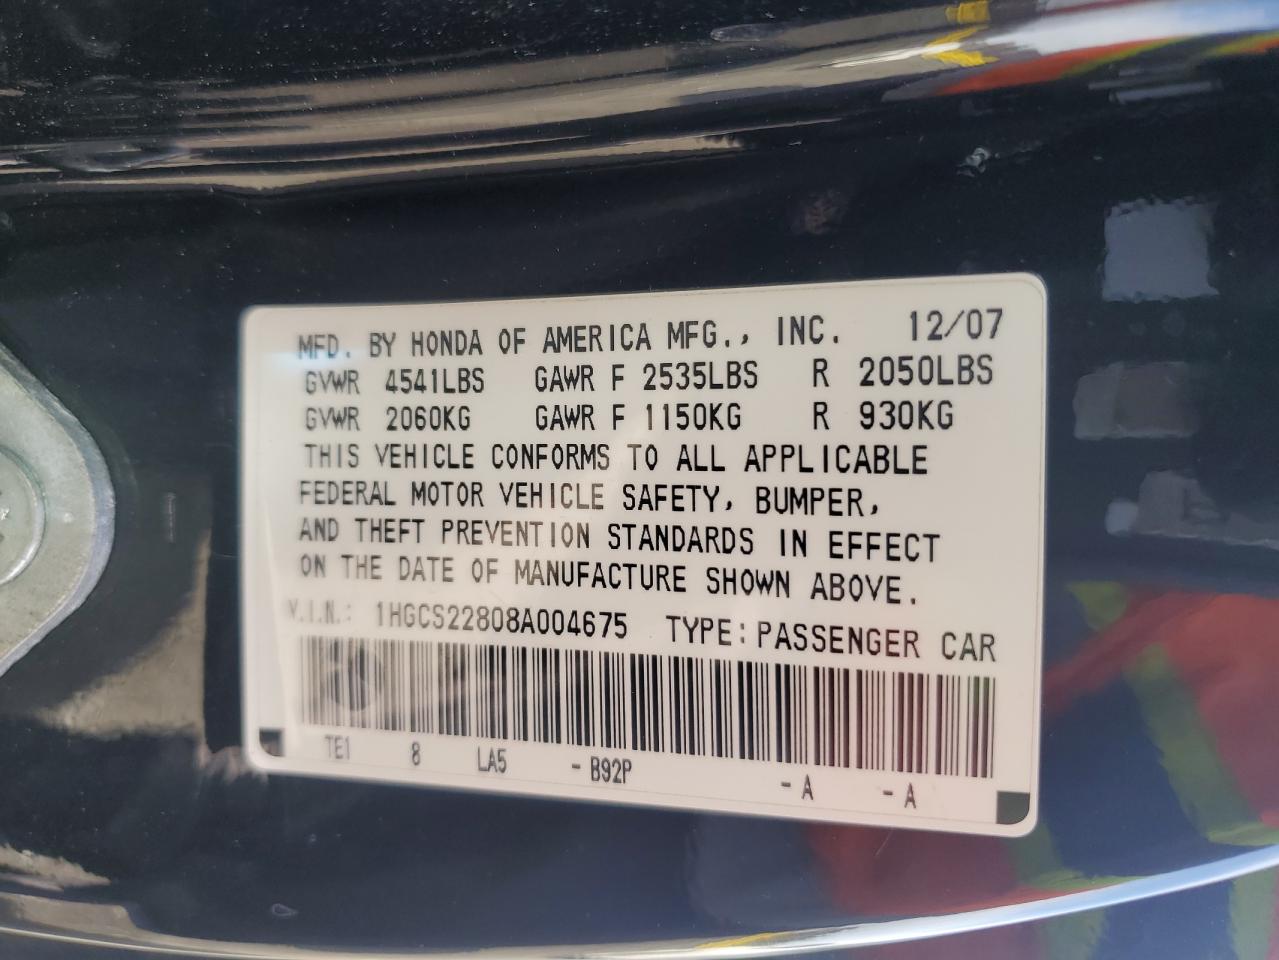 MFD. BY HONDA OF AMERICA MFG., INC. 12/07
GVWR 4541LBS GAWR F 2535LBS R 2050LBS
GVWR 2060KG GAWR F 1150KG R 930KG
THIS VEHICLE CONFORMS TO ALL APPLICABLE
FEDERAL MOTOR VEHICLE SAFETY, BUMPER,
AND THEFT PREVENTION STANDARDS IN EFFECT
ON THE DATE OF MANUFACTURE SHOWN ABOVE.
V.I.N.: 1HGCS22808A004675 TYPE: PASSENGER CAR
TE1 8 LA5 - B92P - A - A